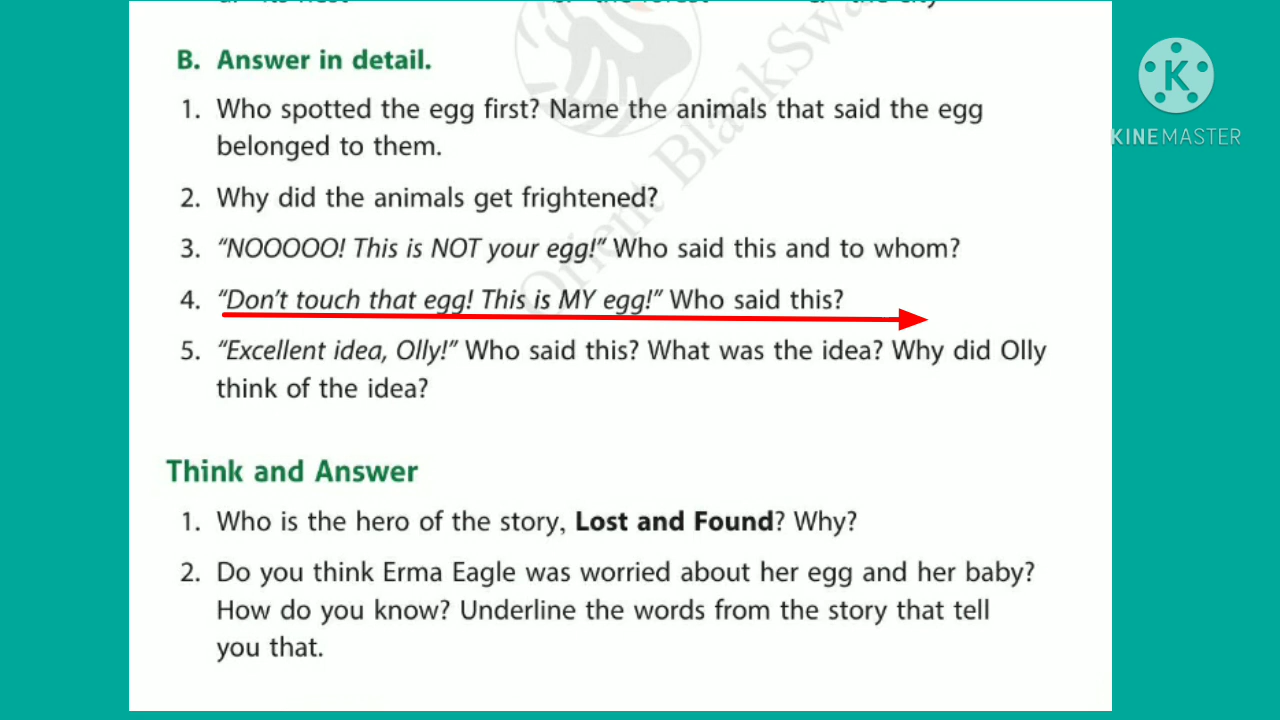 B. Answer in detail.
1. Who spotted the egg first? Name the animals that said the egg
belonged to them.
2. Why did the animals get frightened?
3. “NOOOOO! This is NOT your egg!” Who said this and to whom?
4. “Don’t touch that egg! This is MY egg!” Who said this?
5. “Excellent idea, Olly!” Who said this? What was the idea? Why did Olly
think of the idea?
Think and Answer
1. Who is the hero of the story, Lost and Found? Why?
2. Do you think Erma Eagle was worried about her egg and her baby?
How do you know? Underline the words from the story that tell
you that.
Orient BlackSwa
K
KINEMASTER